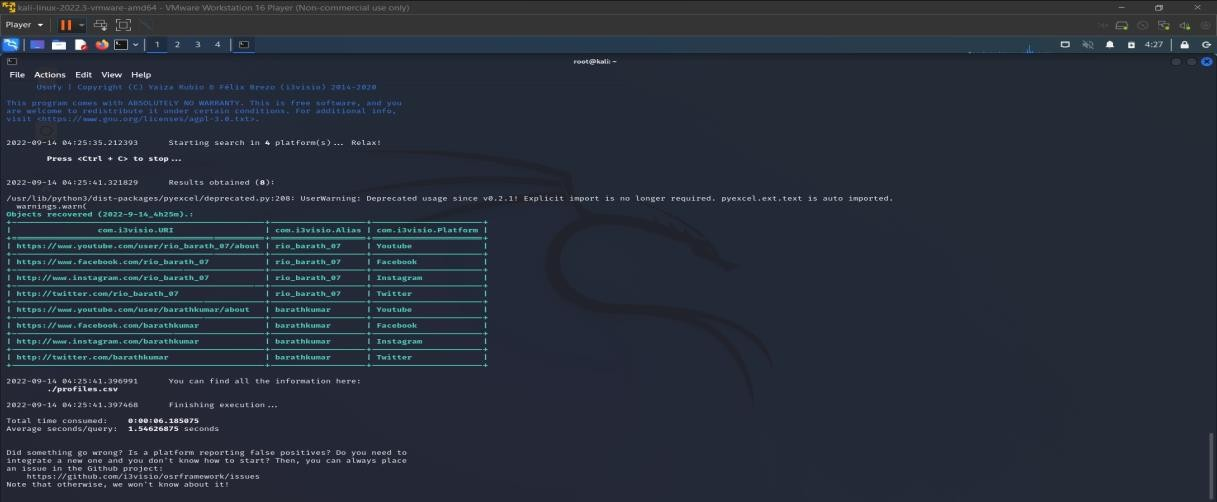 kali-linux-2022.3-vmware-amd64 - VMware Workstation 16 Player (Non-commercial use only)
Player
1 2 3 4
4:27
root@kali: ~
File Actions Edit View Help
Usufy | Copyright (C) Yaiza Rubio & Félix Brezo (i3visio) 2014-2020
This program comes with ABSOLUTELY NO WARRANTY. This is free software, and you
are welcome to redistribute it under certain conditions. For additional info,
visit <https://www.gnu.org/licenses/agpl-3.0.txt>.
2022-09-14 04:25:35.212393 Starting search in 4 platform(s)... Relax!
Press <Ctrl + C> to stop...
2022-09-14 04:25:41.321829 Results obtained (8):
/usr/lib/python3/dist-packages/pyexcel/deprecated.py:208: UserWarning: Deprecated usage since v0.2.1! Explicit import is no longer required. pyexcel.ext.text is auto imported.
warnings.warn(
Objects recovered (2022-9-14_4h25m).:
| com.i3visio.URI | com.i3visio.Alias | com.i3visio.Platform |
| https://www.youtube.com/user/rio_barath_07/about | rio_barath_07 | Youtube |
| https://www.facebook.com/rio_barath_07 | rio_barath_07 | Facebook |
| http://www.instagram.com/rio_barath_07 | rio_barath_07 | Instagram |
| http://twitter.com/rio_barath_07 | rio_barath_07 | Twitter |
| https://www.youtube.com/user/barathkumar/about | barathkumar | Youtube |
| https://www.facebook.com/barathkumar | barathkumar | Facebook |
| http://www.instagram.com/barathkumar | barathkumar | Instagram |
| http://twitter.com/barathkumar | barathkumar | Twitter |
2022-09-14 04:25:41.396991 You can find all the information here:
./profiles.csv
2022-09-14 04:25:41.397468 Finishing execution...
Total time consumed: 0:00:06.185075
Average seconds/query: 1.54626875 seconds
Did something go wrong? Is a platform reporting false positives? Do you need to
integrate a new one and you don't know how to start? Then, you can always place
an issue in the Github project:
https://github.com/i3visio/osrframework/issues
Note that otherwise, we won't know about it!